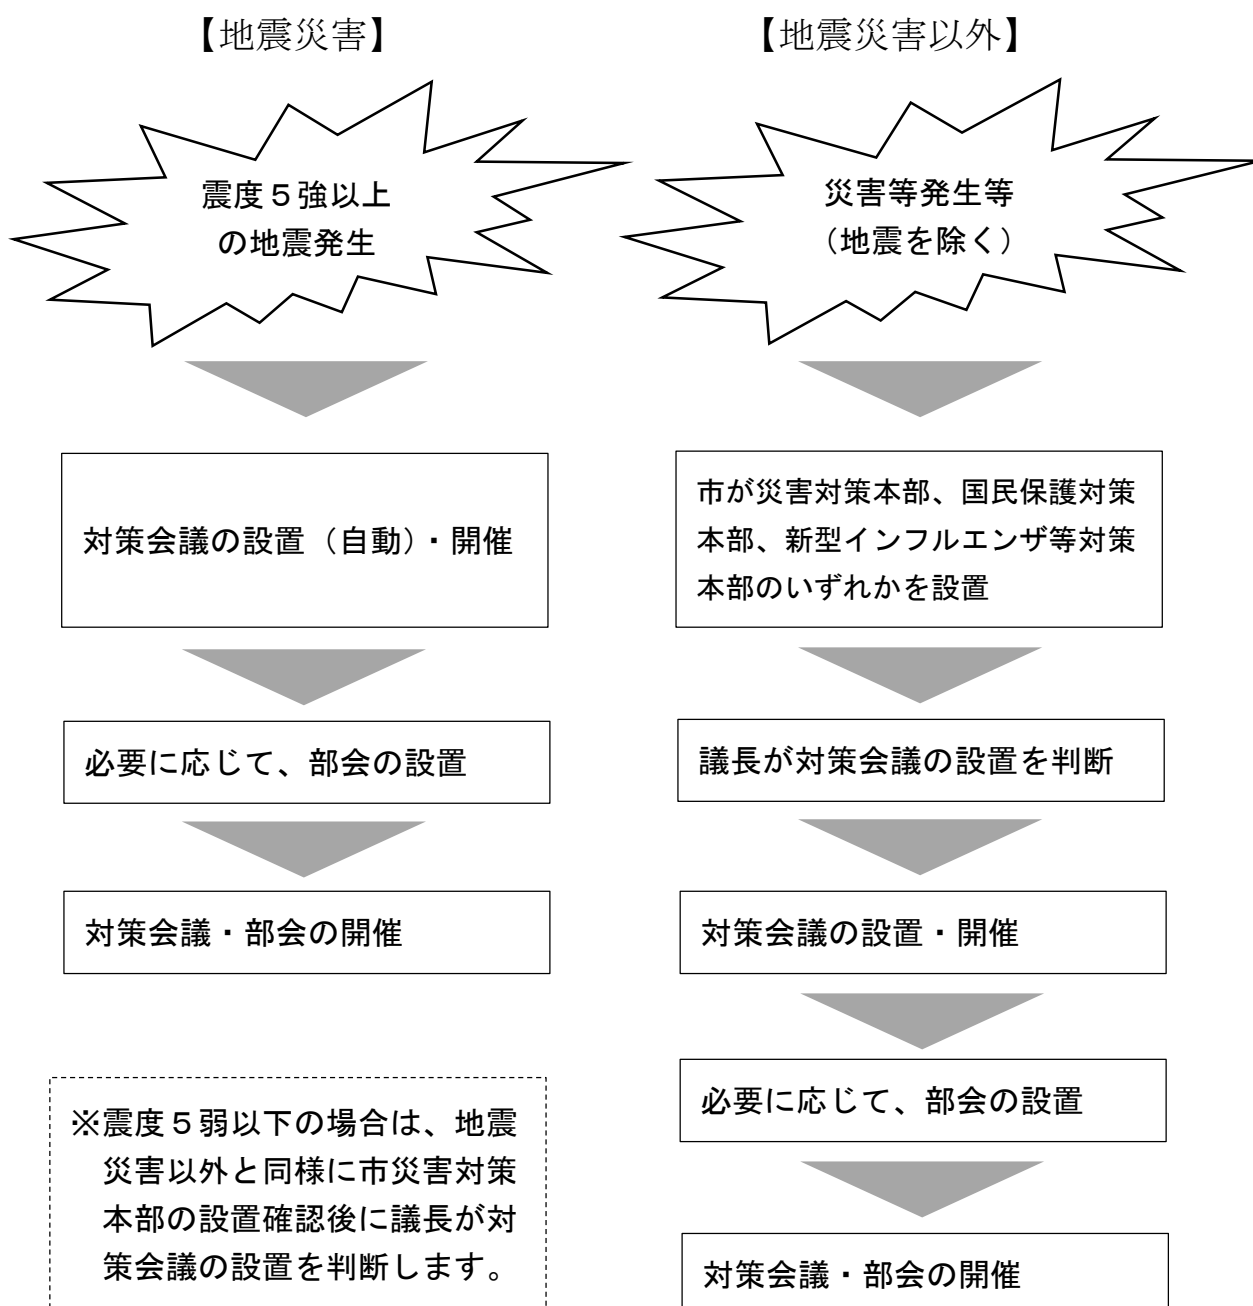 【地震災害】
震度５強以上
の地震発生
対策会議の設置（自動）・開催
必要に応じて、部会の設置
対策会議・部会の開催
※震度５弱以下の場合は、地震
災害以外と同様に市災害対策
本部の設置確認後に議長が対
策会議の設置を判断します。
【地震災害以外】
災害等発生等
（地震を除く）
市が災害対策本部、国民保護対策
本部、新型インフルエンザ等対策
本部のいずれかを設置
議長が対策会議の設置を判断
対策会議の設置・開催
必要に応じて、部会の設置
対策会議・部会の開催